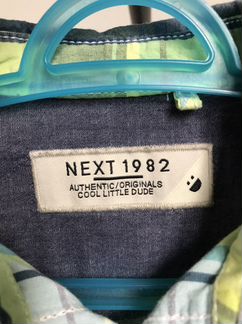 NEXT 1982
AUTHENTIC/ORIGINALS
COOL LITTLE DUDE